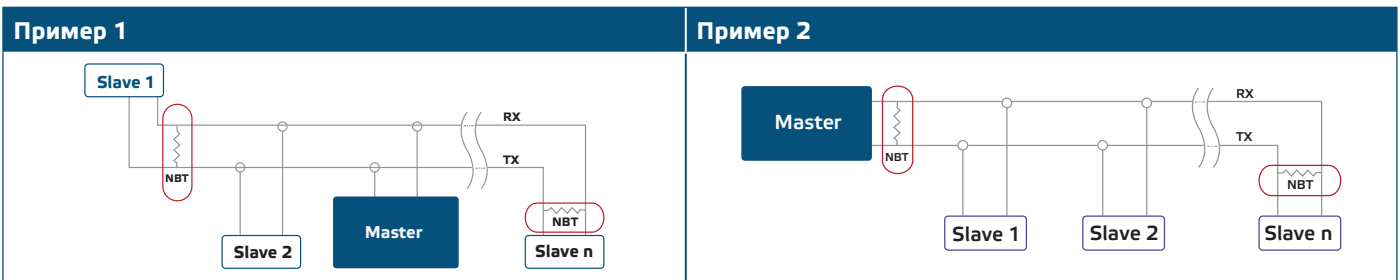 Пример 1
Slave 1
RX
TX
NBT
NBT
Slave 2
Master
Slave n
Пример 2
Master
RX
TX
NBT
NBT
Slave 1
Slave 2
Slave n